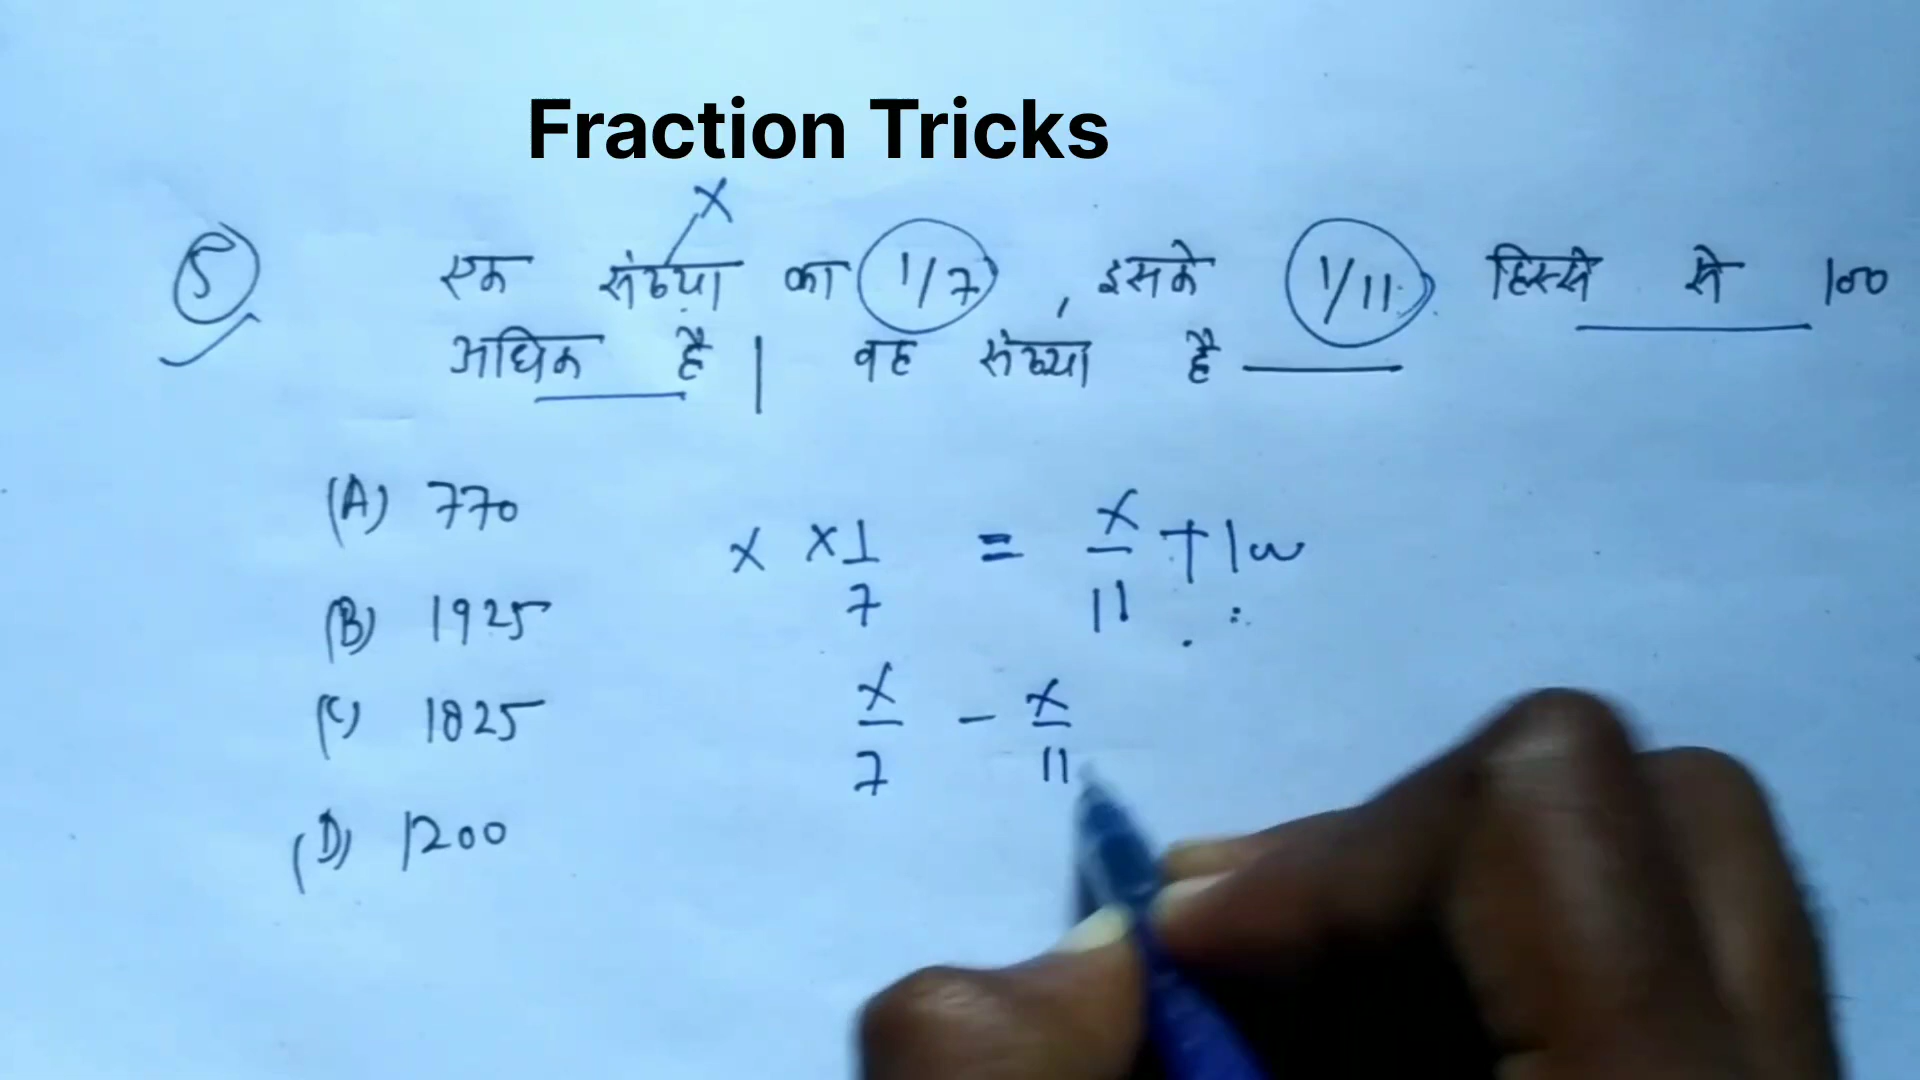 Fraction Tricks
x
5 एक संख्या का 1/7 , इसके 1/11 हिस्से से 100
अधिक है | वह संख्या है ______
(A) 770
(B) 1925
(C) 1825
(D) 1200
x × 1/7 = x/11 + 100
x/7 - x/11